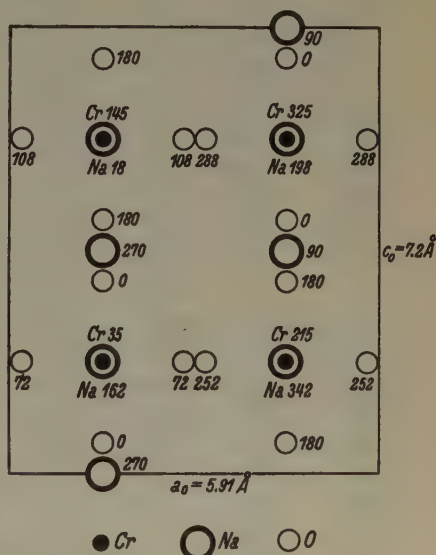 90
180 0
Cr 145 Cr 325
108 108 288 288
Na 18 Na 198
180 0
270 90 c₀=7.2Å
0 180
Cr 35 Cr 215
72 72 252 252
Na 162 Na 342
0 180
270
a₀ = 5.91 Å
Cr Na O